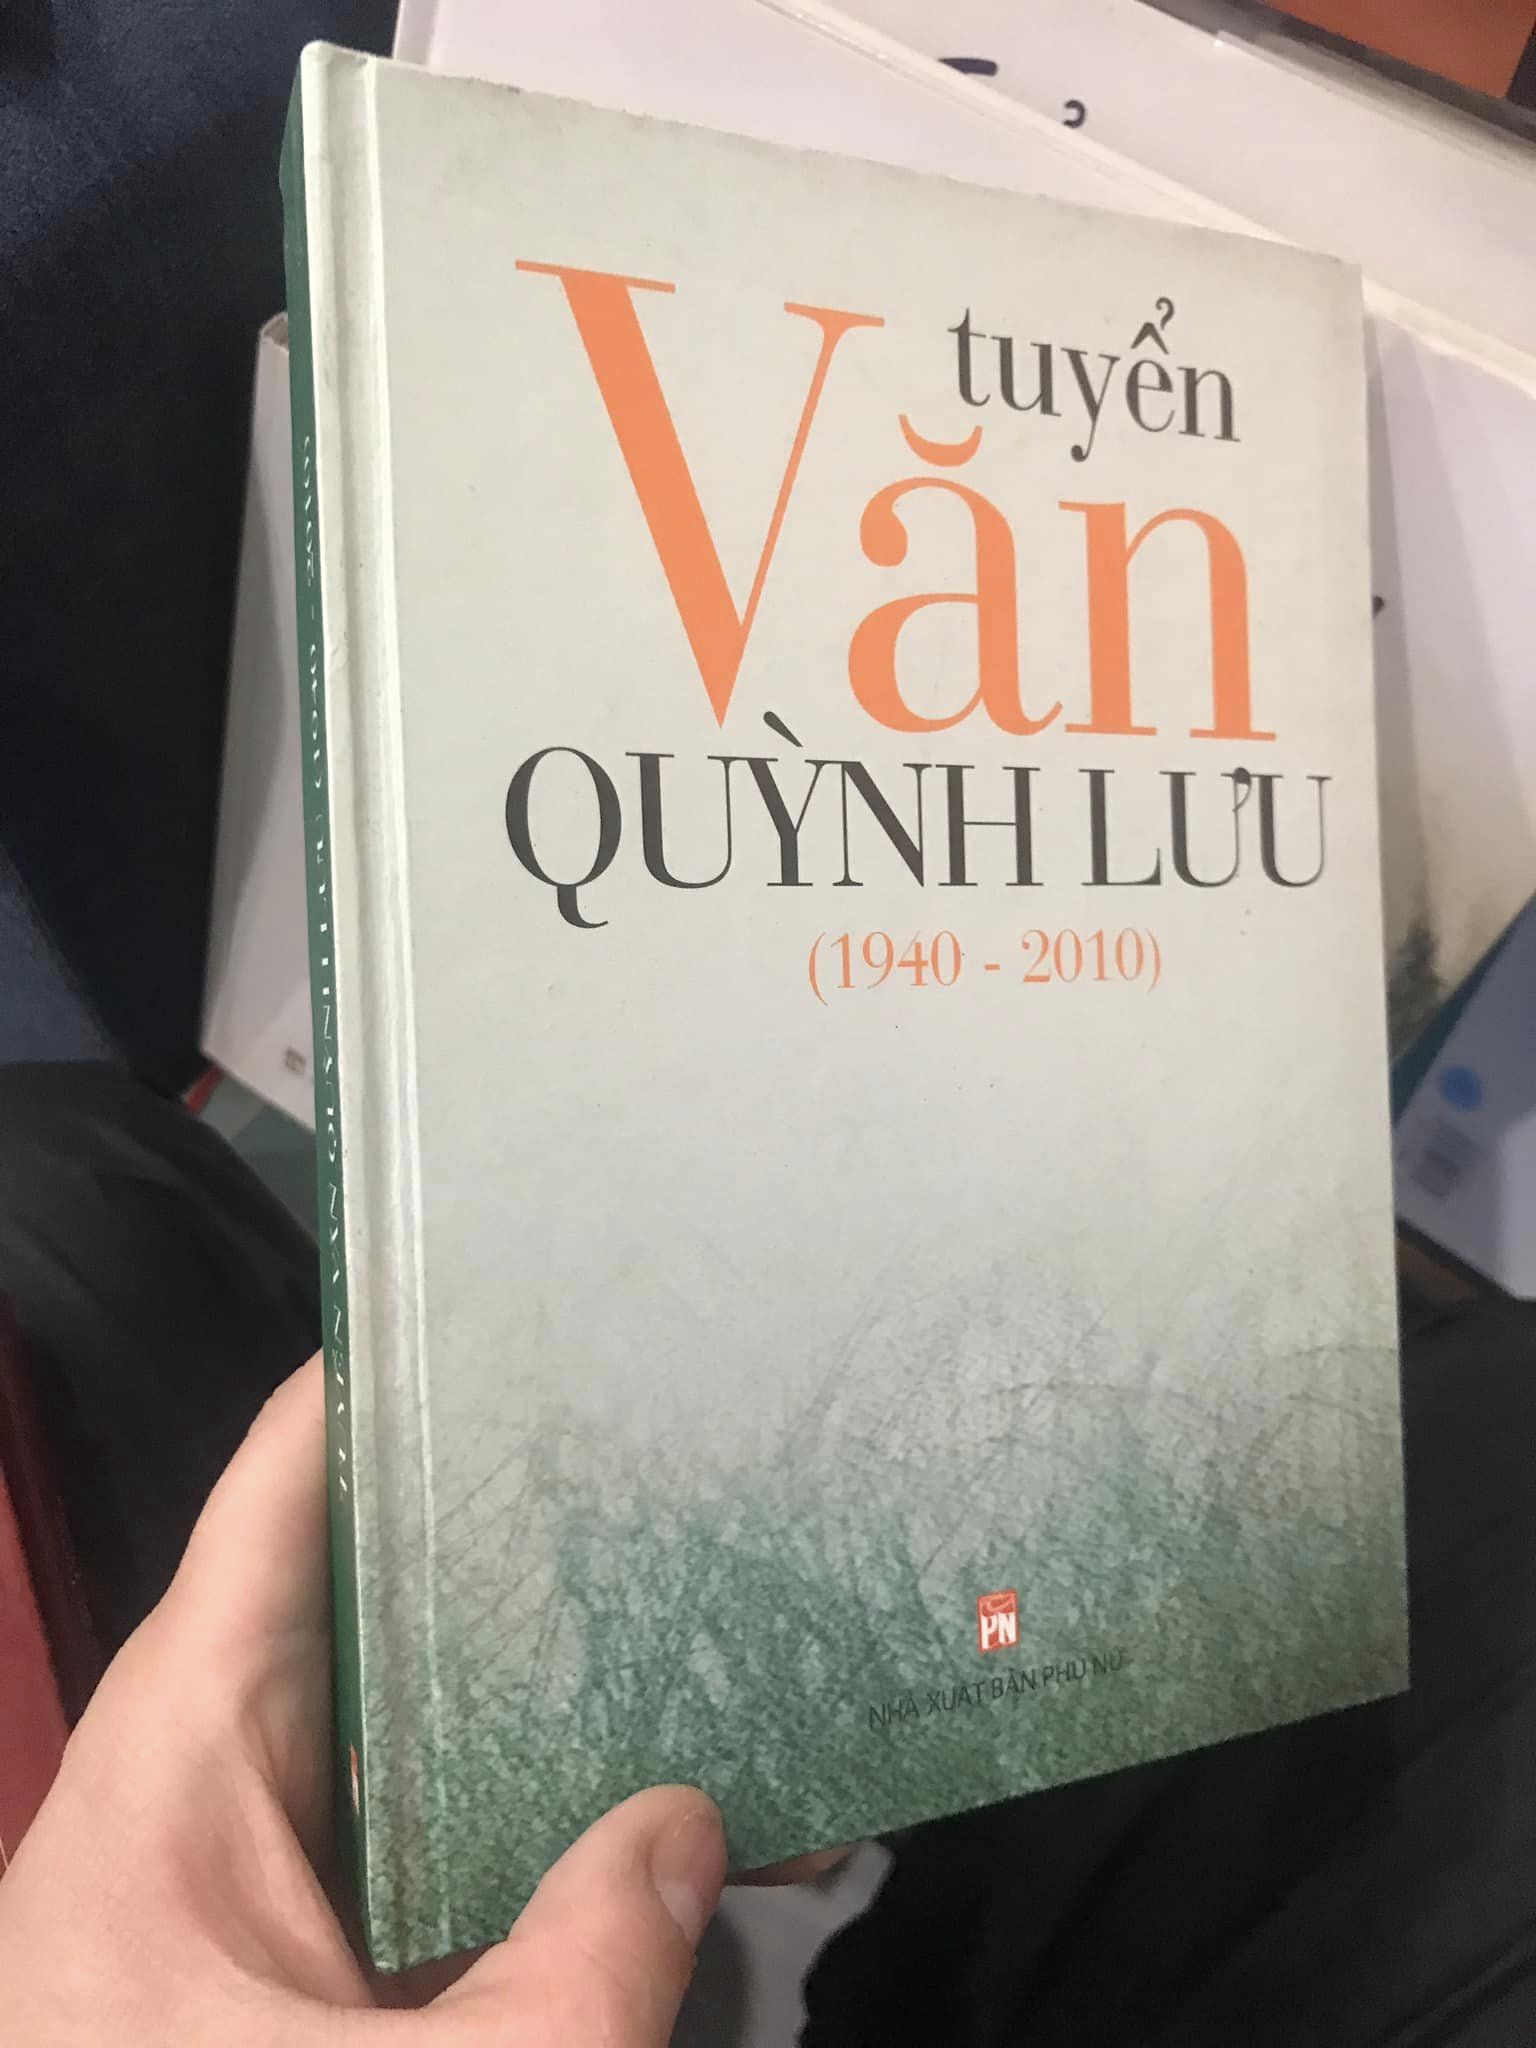 tuyển
Văn
QUỲNH LƯU
(1940 - 2010)
PN
NHÀ XUẤT BẢN PHỤ NỮ
TUYỂN VĂN QUỲNH LƯU (1940 - 2010)